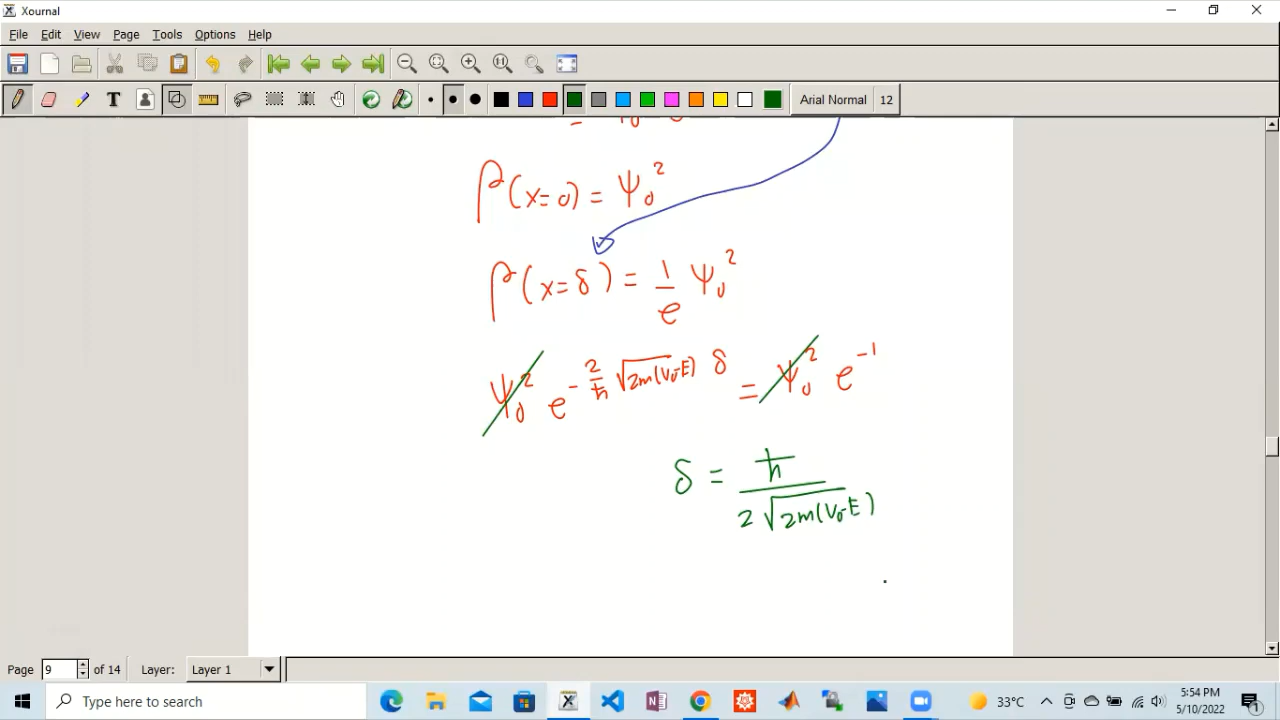 Xournal
File Edit View Page Tools Options Help
Arial Normal 12
ρ(x=0) = Ψ₀²
ρ(x=δ) = 1/e Ψ₀²
Ψ₀² e^(-2/ħ √2m(V₀-E) δ) = Ψ₀² e^-1
δ = ħ / 2√2m(V₀-E)
Page 9 of 14 Layer: Layer 1
Type here to search
33°C
5:54 PM
5/10/2022
1